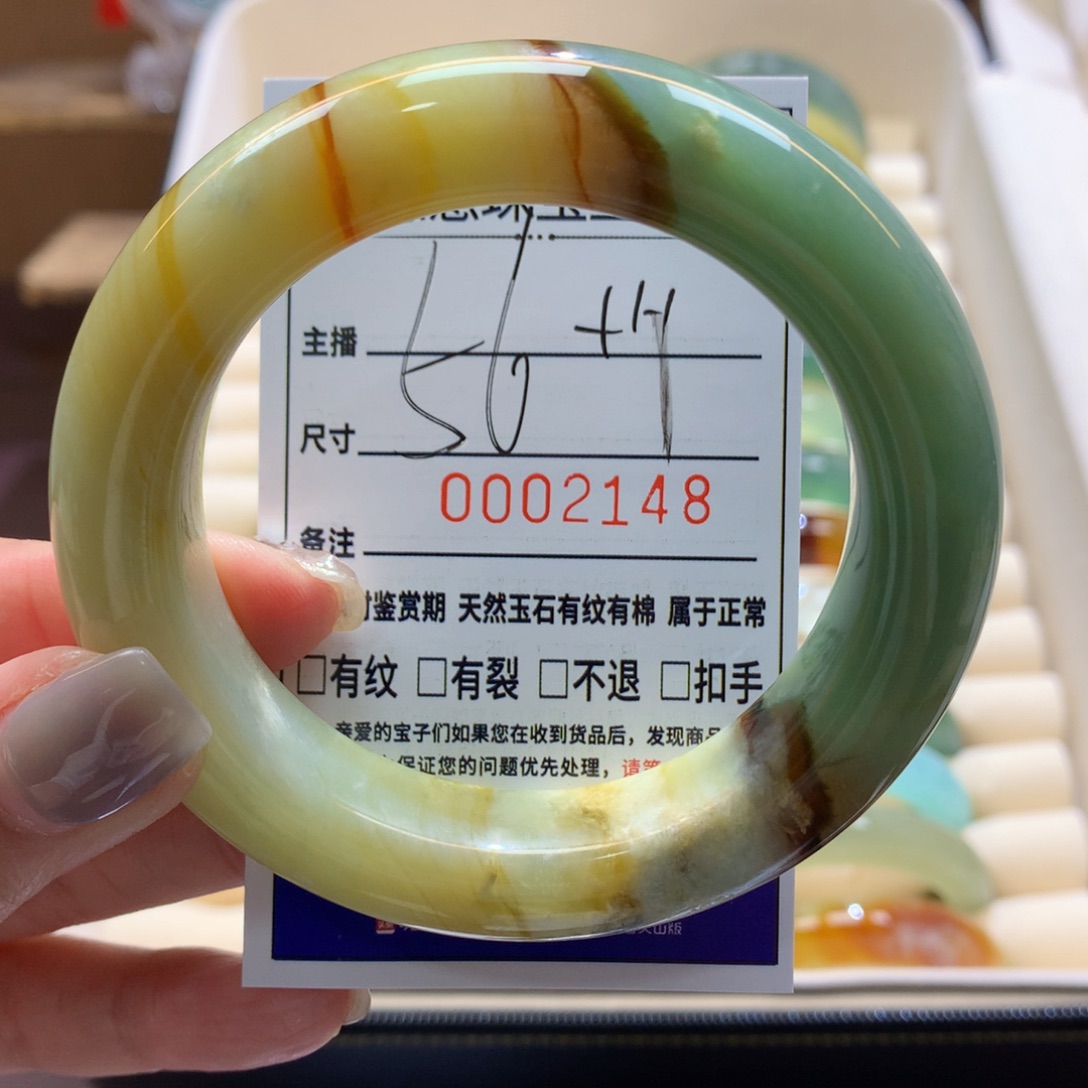 珠宝
主播
56+
尺寸
0002148
备注
时鉴赏期 天然玉石有纹有棉 属于正常
□有纹 □有裂 □不退 □扣手
亲爱的宝子们如果您在收到货品后，发现商品
保证您的问题优先处理，请